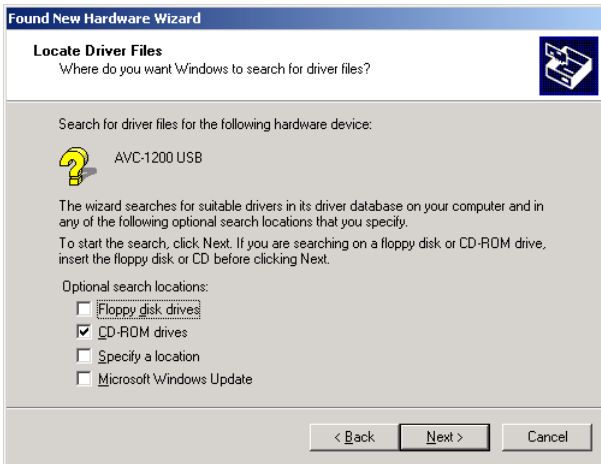 Found New Hardware Wizard
Locate Driver Files
Where do you want Windows to search for driver files?
Search for driver files for the following hardware device:
AVC-1200 USB
The wizard searches for suitable drivers in its driver database on your computer and in
any of the following optional search locations that you specify.
To start the search, click Next. If you are searching on a floppy disk or CD-ROM drive,
insert the floppy disk or CD before clicking Next.
Optional search locations:
Floppy disk drives
CD-ROM drives
Specify a location
Microsoft Windows Update
< Back Next > Cancel